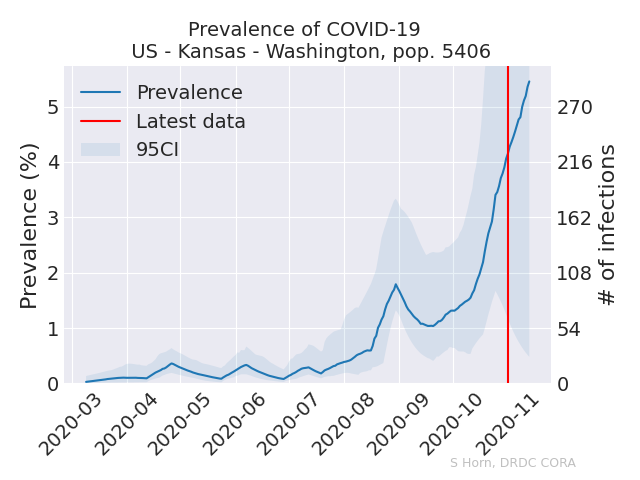 Prevalence of COVID-19
US - Kansas - Washington, pop. 5406
Prevalence
Latest data
95CI
Prevalence (%)
5
4
3
2
1
0
270
216
162
108
54
0
# of infections
2020-03
2020-04
2020-05
2020-06
2020-07
2020-08
2020-09
2020-10
2020-11
S Horn, DRDC CORA